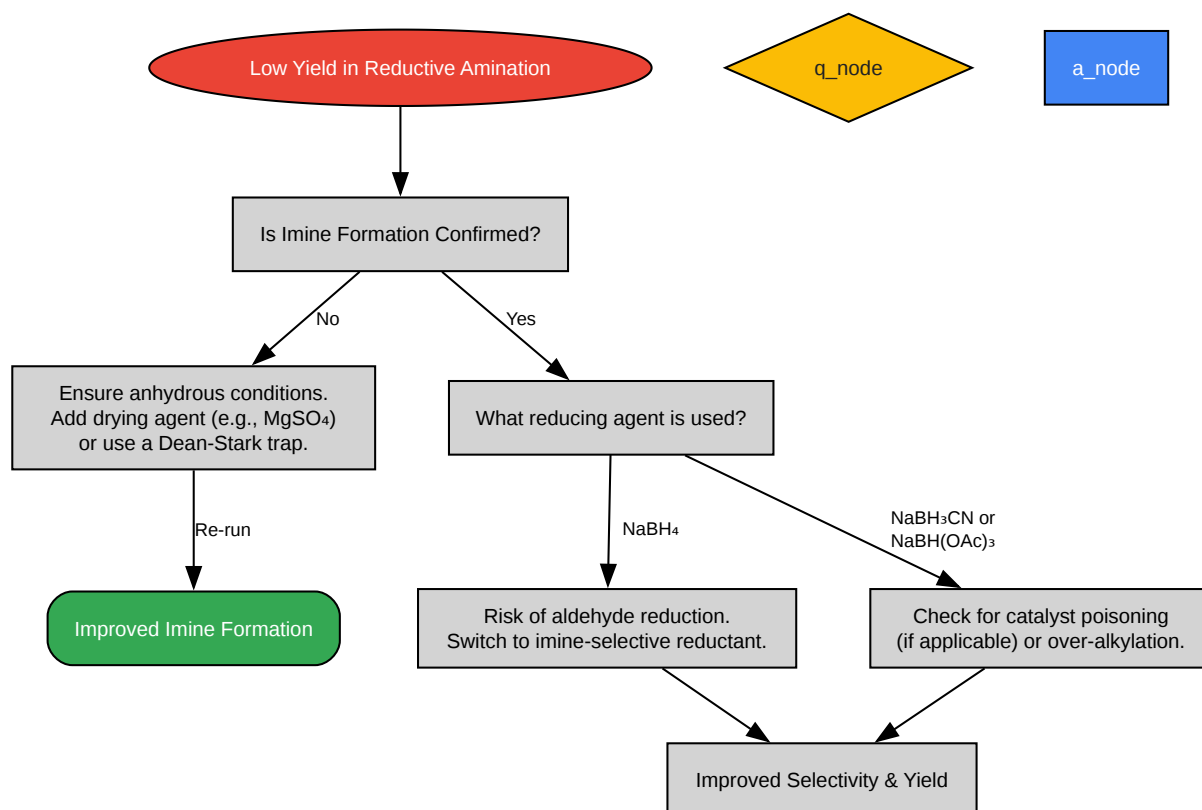 Low Yield in Reductive Amination
q_node
a_node
Is Imine Formation Confirmed?
No
Yes
Ensure anhydrous conditions.
Add drying agent (e.g., MgSO₄)
or use a Dean-Stark trap.
What reducing agent is used?
Re-run
NaBH₄
NaBH₃CN or
NaBH(OAc)₃
Improved Imine Formation
Risk of aldehyde reduction.
Switch to imine-selective reductant.
Check for catalyst poisoning
(if applicable) or over-alkylation.
Improved Selectivity & Yield